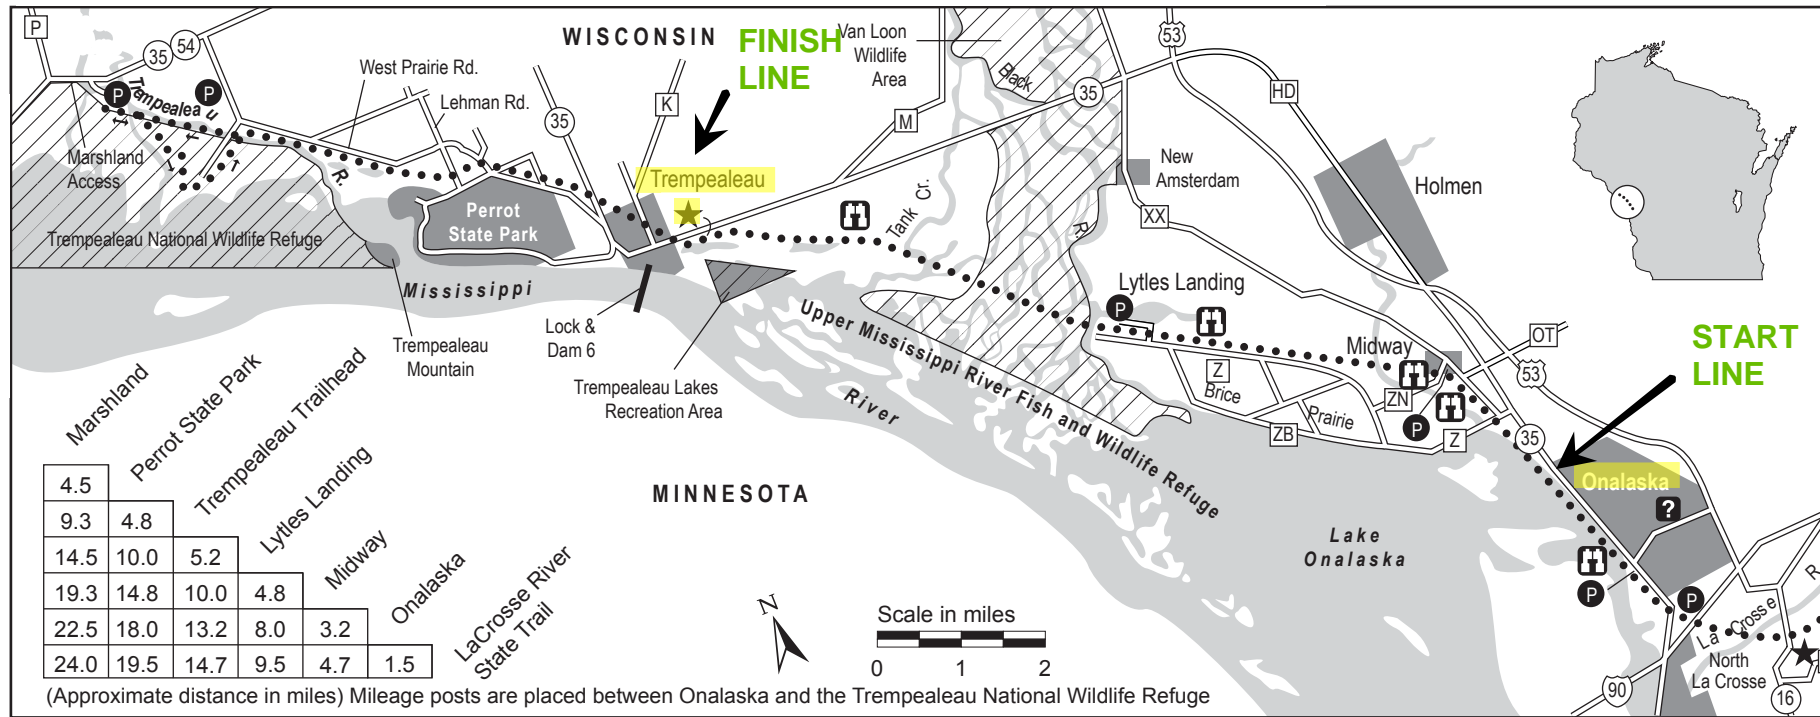 P
35
54
WISCONSIN
FINISH
LINE
Van Loon
Wildlife
Area
53
West Prairie Rd.
Lehman Rd.
K
35
M
Black
35
HD
P
P
Trempealeau
R.
Marshland
Access
Trempealeau
New
Amsterdam
Holmen
Perrot
State Park
Tank Cr.
XX
R.
Trempealeau National Wildlife Refuge
Mississippi
Lytles Landing
P
Lock &
Dam 6
Trempealeau
Mountain
Trempealeau Lakes
Recreation Area
Upper Mississippi River Fish and Wildlife Refuge
River
Midway
OT
START
LINE
53
Z
Brice
Prairie
ZN
ZB
P
Z
35
Onalaska
?
MINNESOTA
Lake
Onalaska
P
P
La Crosse
R
North
La Crosse
90
16
Marshland
Perrot State Park
Trempealeau Trailhead
Lytles Landing
Midway
Onalaska
LaCrosse River
State Trail
4.5
9.3 4.8
14.5 10.0 5.2
19.3 14.8 10.0 4.8
22.5 18.0 13.2 8.0 3.2
24.0 19.5 14.7 9.5 4.7 1.5
N
Scale in miles
0 1 2
(Approximate distance in miles) Mileage posts are placed between Onalaska and the Trempealeau National Wildlife Refuge